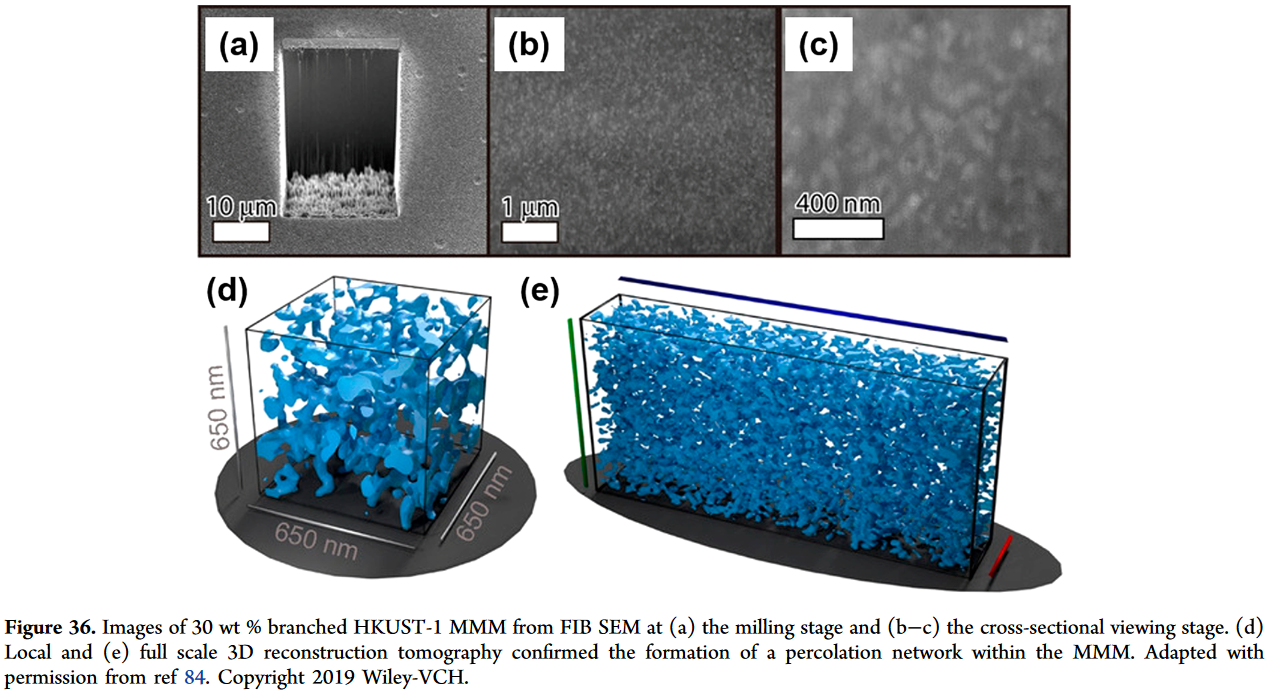 (a)
(b)
(c)
10 μm
1 μm
400 nm
(d)
(e)
650 nm
650 nm
650 nm
Figure 36. Images of 30 wt % branched HKUST-1 MMM from FIB SEM at (a) the milling stage and (b−c) the cross-sectional viewing stage. (d)
Local and (e) full scale 3D reconstruction tomography confirmed the formation of a percolation network within the MMM. Adapted with
permission from ref 84. Copyright 2019 Wiley-VCH.